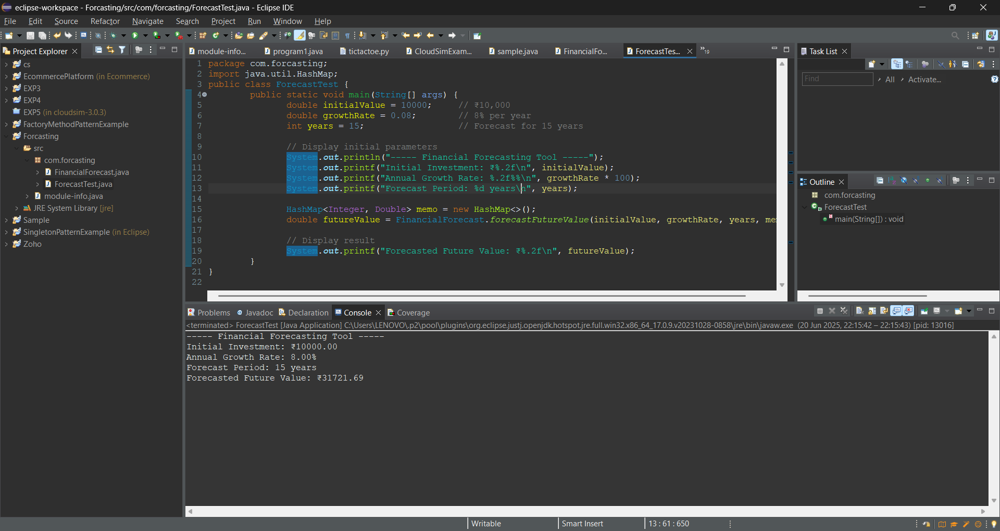 eclipse-workspace - Forcasting/src/com/forcasting/ForecastTest.java - Eclipse IDE
File Edit Source Refactor Navigate Search Project Run Window Help
Project Explorer
cs
EcommercePlatform (in Ecommerce)
EXP3
EXP4
EXP5 (in cloudsim-3.0.3)
FactoryMethodPatternExample
Forcasting
src
com.forcasting
FinancialForecast.java
ForecastTest.java
module-info.java
JRE System Library [jre]
Sample
SingletonPatternExample (in Eclipse)
Zoho
module-info... program1.java tictactoe.py CloudSimExam... sample.java FinancialFo... ForecastTes... »19
1 package com.forcasting;
2 import java.util.HashMap;
3 public class ForecastTest {
4 public static void main(String[] args) {
5 double initialValue = 10000; // ₹10,000
6 double growthRate = 0.08; // 8% per year
7 int years = 15; // Forecast for 15 years
8
9 // Display initial parameters
10 System.out.println("----- Financial Forecasting Tool -----");
11 System.out.printf("Initial Investment: ₹%.2f\n", initialValue);
12 System.out.printf("Annual Growth Rate: %.2f%%\n", growthRate * 100);
13 System.out.printf("Forecast Period: %d years\n", years);
14
15 HashMap<Integer, Double> memo = new HashMap<>();
16 double futureValue = FinancialForecast.forecastFutureValue(initialValue, growthRate, years, me
17
18 // Display result
19 System.out.printf("Forecasted Future Value: ₹%.2f\n", futureValue);
20 }
21 }
22
Task List
Find All Activate...
Outline
com.forcasting
ForecastTest
main(String[]) : void
Problems Javadoc Declaration Console Coverage
<terminated> ForecastTest [Java Application] C:\Users\LENOVO\.p2\pool\plugins\org.eclipse.justj.openjdk.hotspot.jre.full.win32.x86_64_17.0.9.v20231028-0858\jre\bin\javaw.exe (20 Jun 2025, 22:15:42 – 22:15:43) [pid: 13016]
----- Financial Forecasting Tool -----
Initial Investment: ₹10000.00
Annual Growth Rate: 8.00%
Forecast Period: 15 years
Forecasted Future Value: ₹31721.69
Writable Smart Insert 13 : 61 : 650